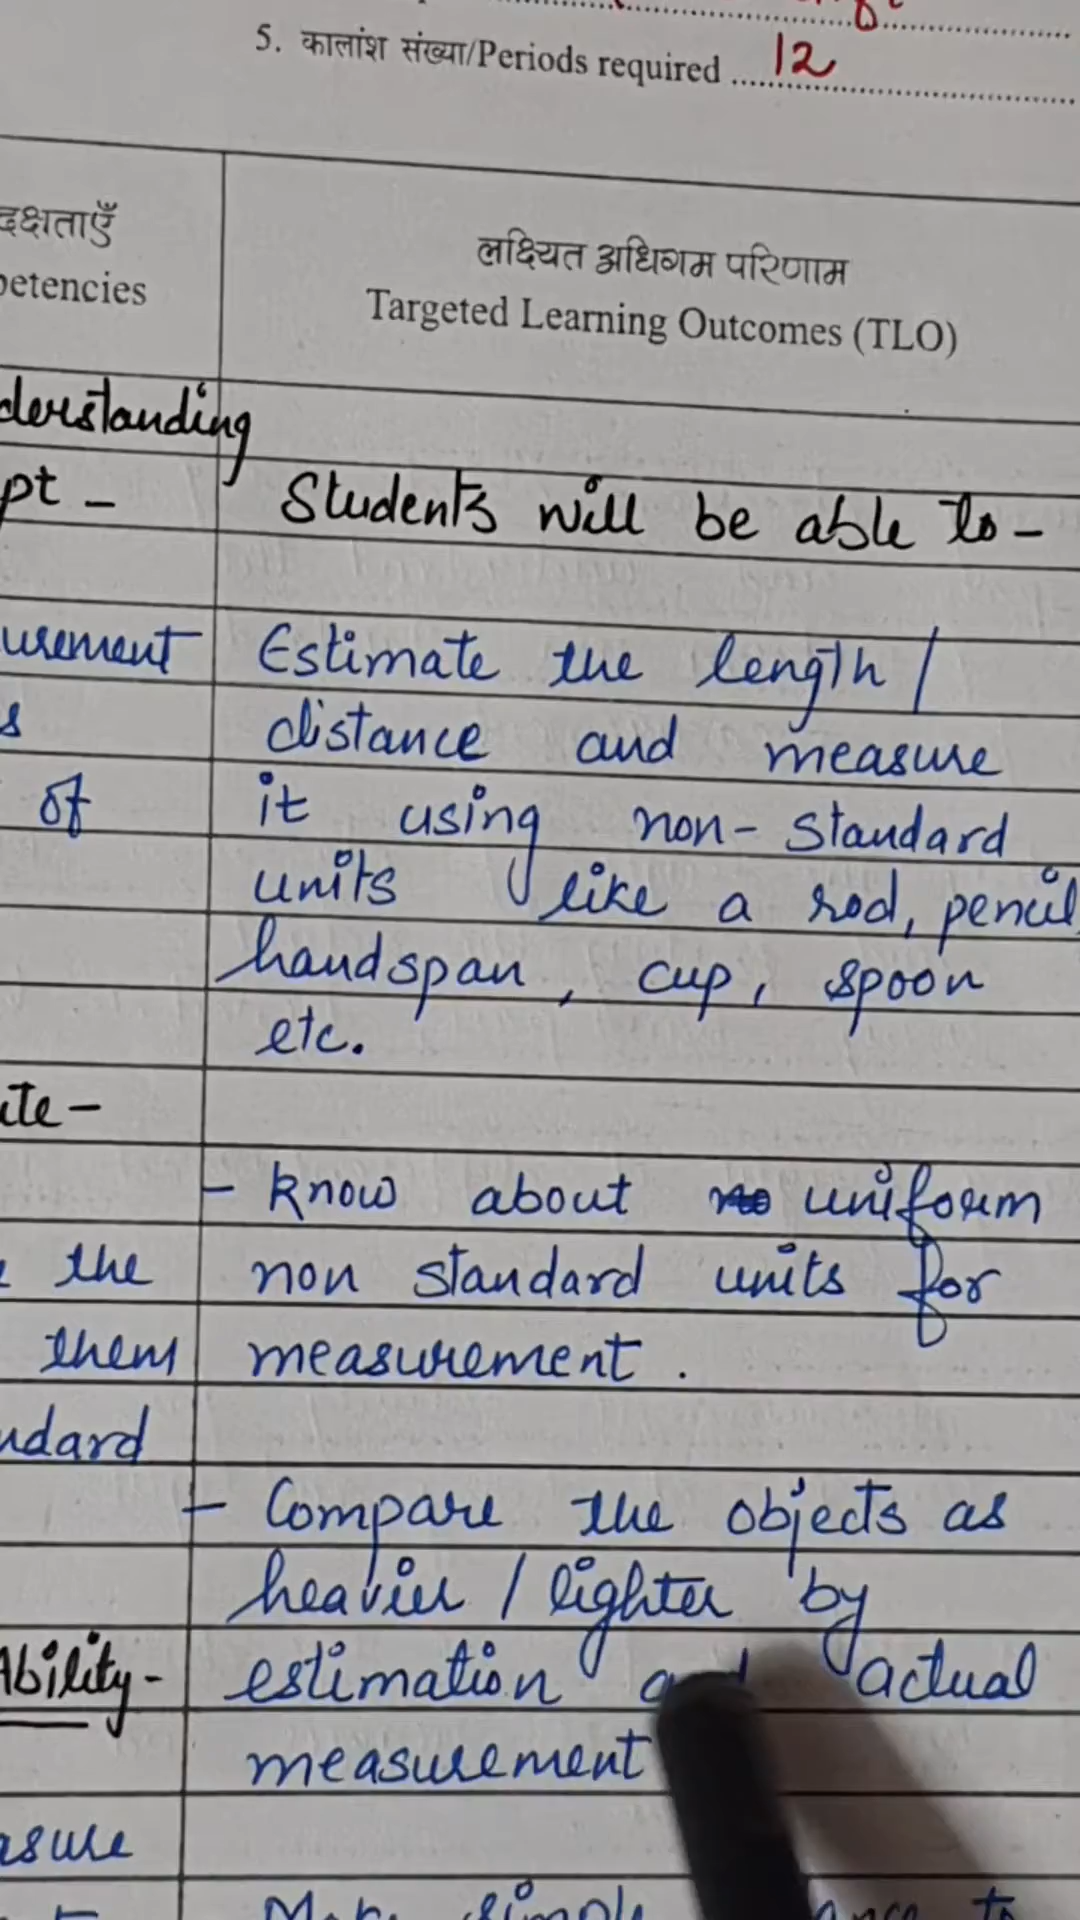 5. कालांश संख्या/Periods required 12
दक्षताएँ
petencies
लक्ष्यित अधिगम परिणाम
Targeted Learning Outcomes (TLO)
derstanding
pt - Students will be able to -
urement Estimate the length /
s distance and measure
of it using non-standard
units like a rod, pencil,
handspan, cup, spoon
etc.
ite -
- know about uniform
the non standard units for
them measurement.
ndard
- Compare the objects as
heavier / lighter by
Ability - estimation actual
measurement
asure
simple to